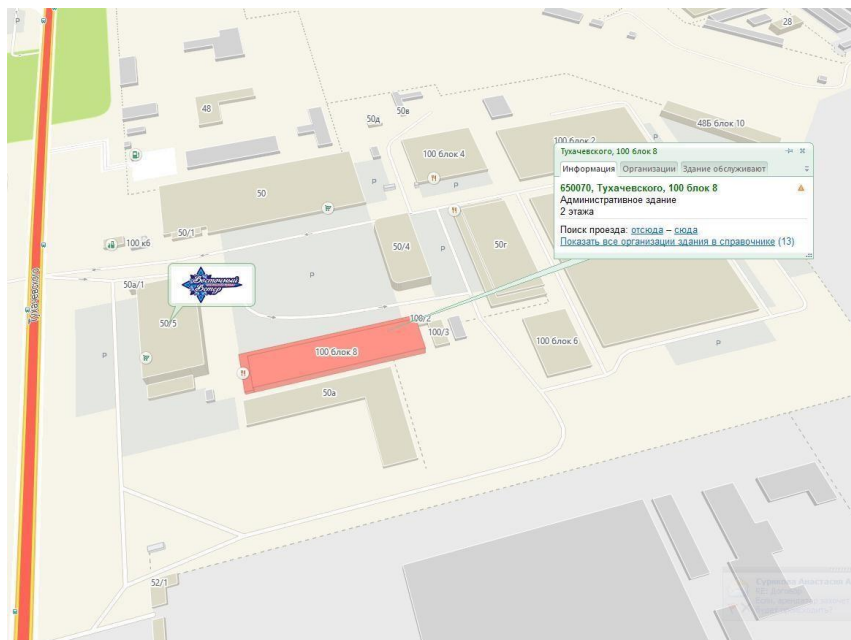 28
48
50д
50в
48Б блок 10
100 блок 4
100 блок 2
50
50/1
100 к6
50/4
50г
50а/1
Восточный
Ветер
50/5
Тухачевского
100/2
100/3
100 блок 8
100 блок 6
50а
52/1
P
P
P
P
P
P
P
P
Тухачевского, 100 блок 8
Информация Организации Здание обслуживают
650070, Тухачевского, 100 блок 8
Административное здание
2 этажа
Поиск проезда: отсюда – сюда
Показать все организации здания в справочнике (13)